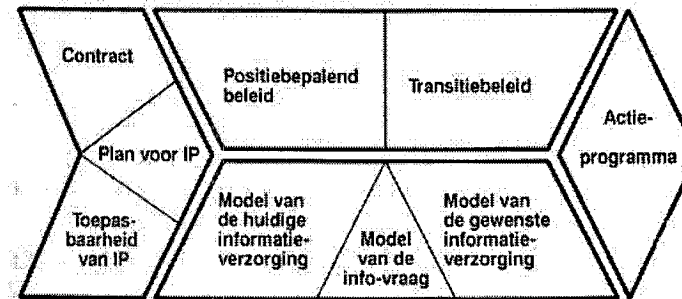 Contract
Plan voor IP
Toepas-
baarheid
van IP
Positiebepalend
beleid
Transitiebeleid
Model van
de huidige
informatie-
verzorging
Model
van de
info-vraag
Model van
de gewenste
informatie-
verzorging
Actie-
programma